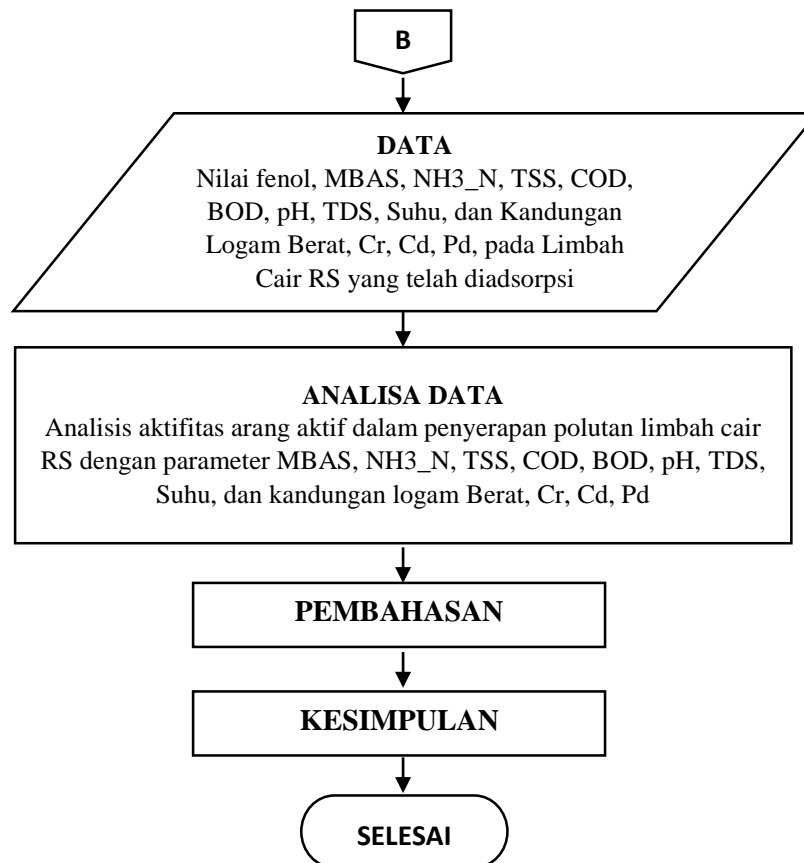 B
DATA
Nilai fenol, MBAS, NH3_N, TSS, COD,
BOD, pH, TDS, Suhu, dan Kandungan
Logam Berat, Cr, Cd, Pd, pada Limbah
Cair RS yang telah diadsorpsi
ANALISA DATA
Analisis aktifitas arang aktif dalam penyerapan polutan limbah cair
RS dengan parameter MBAS, NH3_N, TSS, COD, BOD, pH, TDS,
Suhu, dan kandungan logam Berat, Cr, Cd, Pd
PEMBAHASAN
KESIMPULAN
SELESAI